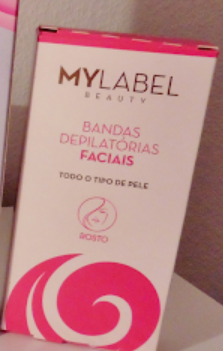 MYLABEL
BEAUTY
BANDAS
DEPILATÓRIAS
FACIAIS
TODO O TIPO DE PELE
ROSTO